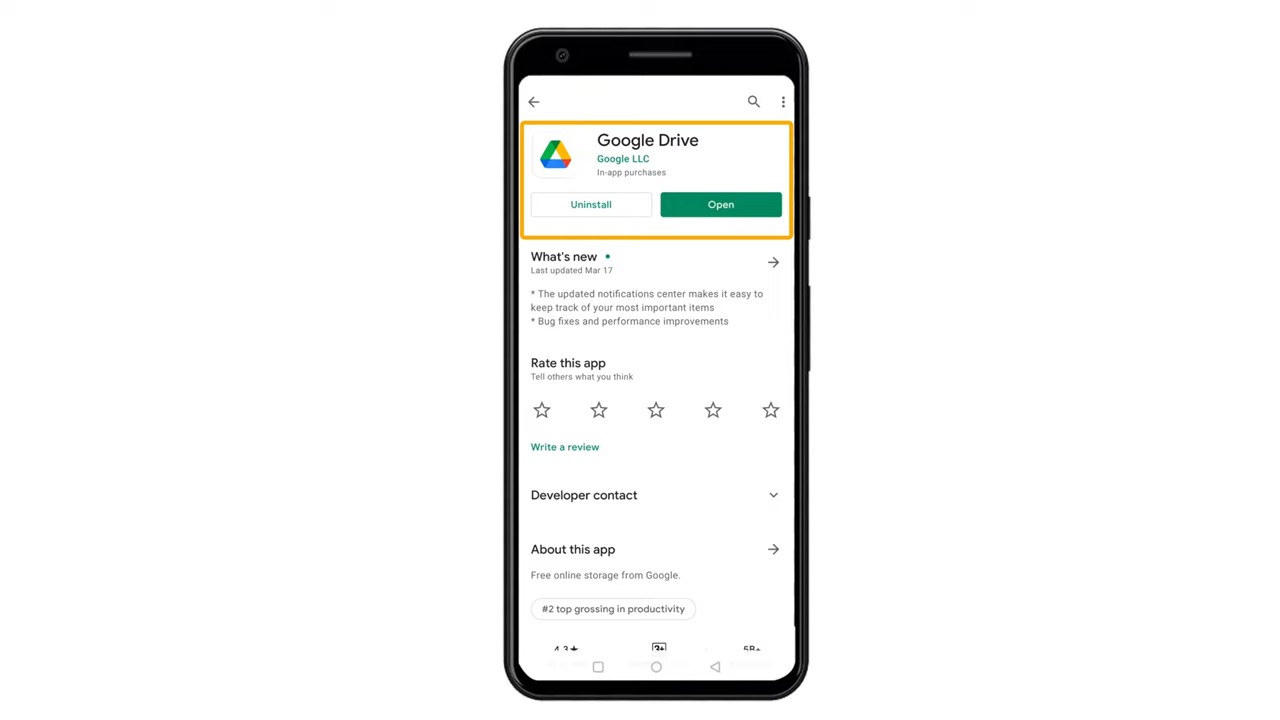 Google Drive
Google LLC
In-app purchases
Uninstall
Open
What's new
Last updated Mar 17
* The updated notifications center makes it easy to
keep track of your most important items
* Bug fixes and performance improvements
Rate this app
Tell others what you think
Write a review
Developer contact
About this app
Free online storage from Google.
#2 top grossing in productivity
4.3★
3+
5B+